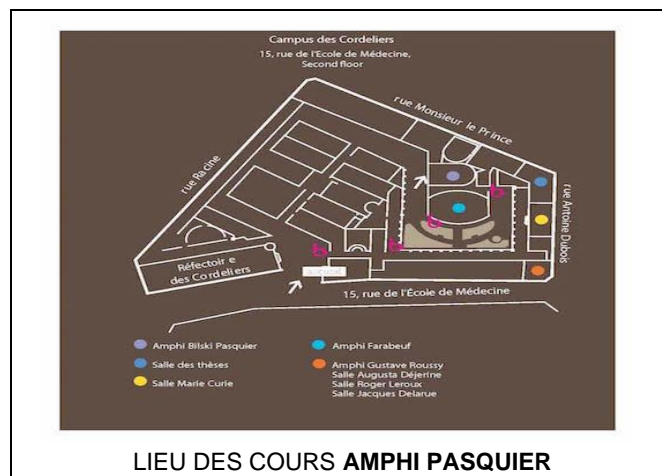 Campus des Cordeliers
15, rue de l'Ecole de Médecine,
Second floor
rue Monsieur le Prince
rue Racine
rue Antoine Dubois
Réfectoire
des Cordeliers
15, rue de l'École de Médecine
Amphi Bilski Pasquier
Salle des thèses
Salle Marie Curie
Amphi Farabeuf
Amphi Gustave Roussy
Salle Augusta Déjerine
Salle Roger Leroux
Salle Jacques Delarue
LIEU DES COURS AMPHI PASQUIER